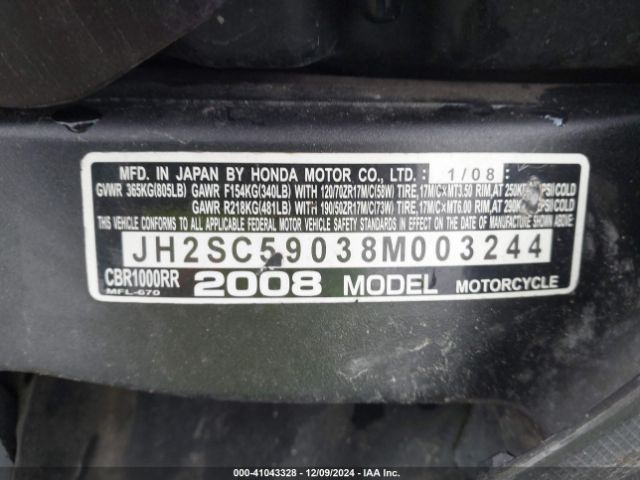 MFD. IN JAPAN BY HONDA MOTOR CO., LTD. : 1/08 :
GVWR 365KG(805LB) GAWR F154KG(340LB) WITH 120/70ZR17M/C(58W) TIRE,17M/C×MT3.50 RIM,AT 250KPA PSI COLD
GAWR R218KG(481LB) WITH 190/50ZR17M/C(73W) TIRE,17M/C×MT6.00 RIM,AT 290K PSI COLD
THIS VEHICLE CONFORMS TO ALL APPLICABLE FEDERAL MOTOR VEHICLE SAFETY STANDARDS IN EFFECT ON THE DATE OF MANUFACTURE SHOWN ABOVE.
JH2SC59038M003244
CBR1000RR 2008 MODEL MOTORCYCLE
MFL-670
000-41043328 - 12/09/2024 - IAA Inc.